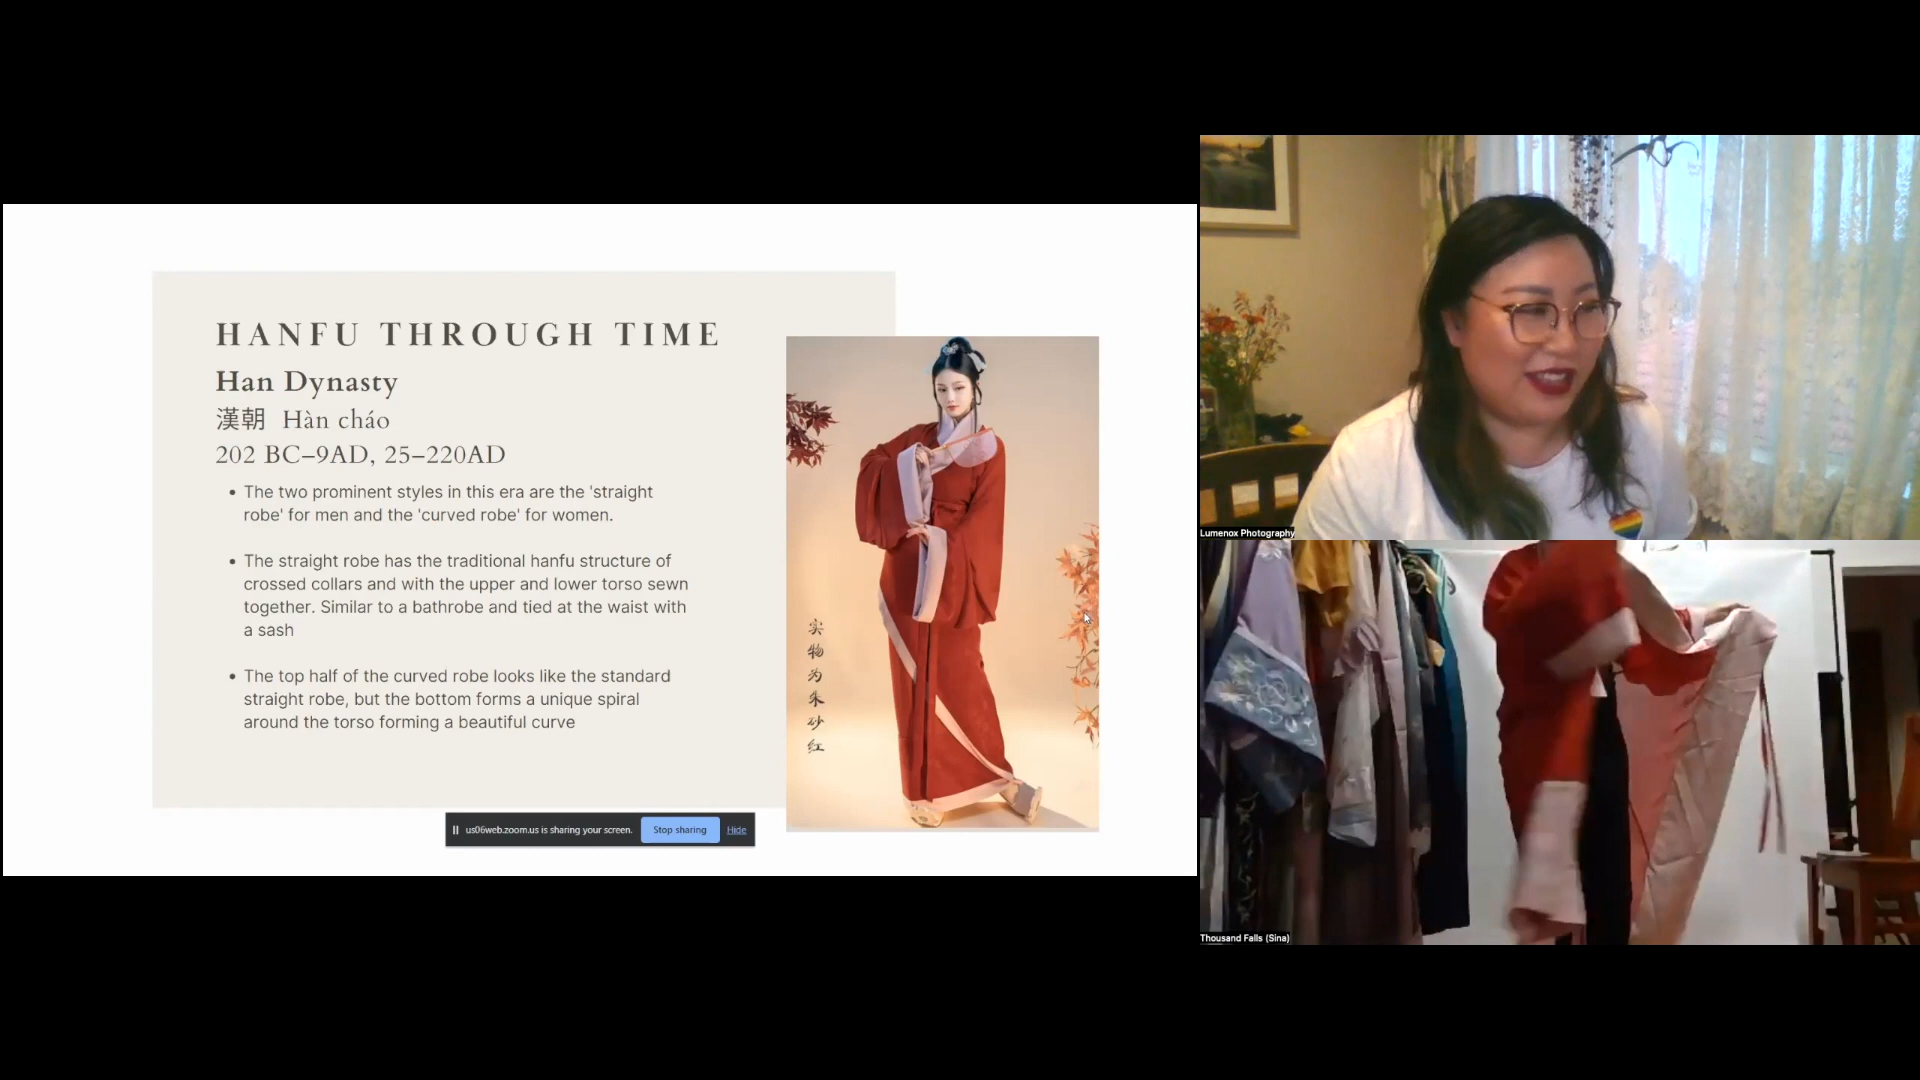 HANFU THROUGH TIME
Han Dynasty
漢朝 Hàn cháo
202 BC–9AD, 25–220AD
• The two prominent styles in this era are the 'straight
robe' for men and the 'curved robe' for women.
• The straight robe has the traditional hanfu structure of
crossed collars and with the upper and lower torso sewn
together. Similar to a bathrobe and tied at the waist with
a sash
• The top half of the curved robe looks like the standard
straight robe, but the bottom forms a unique spiral
around the torso forming a beautiful curve
实物为朱砂红
us06web.zoom.us is sharing your screen. Stop sharing Hide
Lumenox Photography
Thousand Falls (Sina)